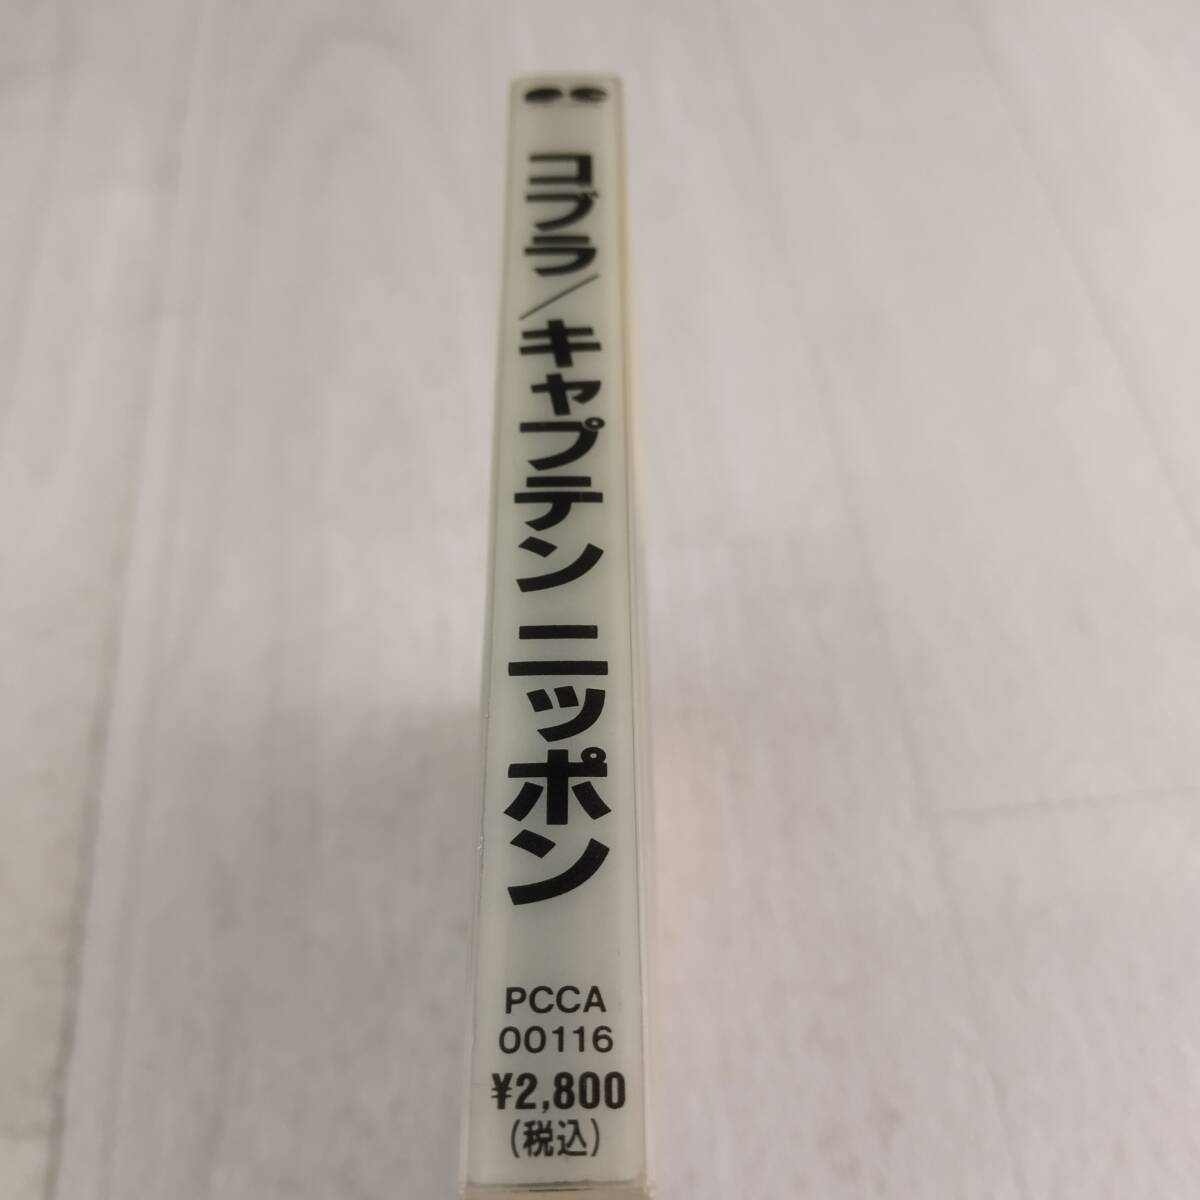 コブラ/キャプテン ニッポン
PCCA
00116
¥2,800
(税込)